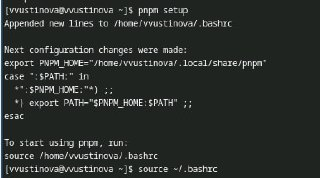 [vvustinova@vvustinova ~]$ pnpm setup
Appended new lines to /home/vvustinova/.bashrc
Next configuration changes were made:
export PNPM_HOME="/home/vvustinova/.local/share/pnpm"
case ":$PATH:" in
*":$PNPM_HOME:"*) ;;
*) export PATH="$PNPM_HOME:$PATH" ;;
esac
To start using pnpm, run:
source /home/vvustinova/.bashrc
[vvustinova@vvustinova ~]$ source ~/.bashrc